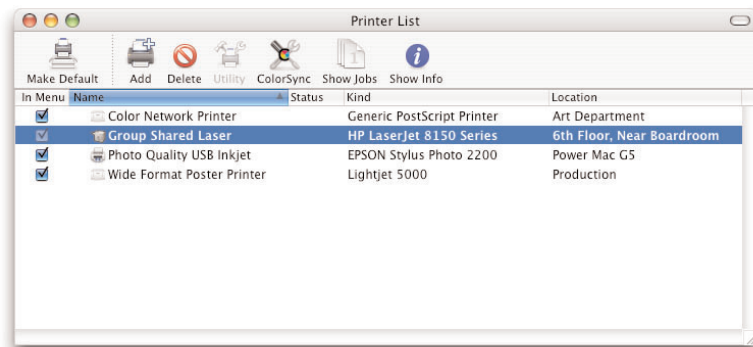 Printer List
Make Default Add Delete Utility ColorSync Show Jobs Show Info
In Menu Name Status Kind Location
Color Network Printer Generic PostScript Printer Art Department
Group Shared Laser HP LaserJet 8150 Series 6th Floor, Near Boardroom
Photo Quality USB Inkjet EPSON Stylus Photo 2200 Power Mac G5
Wide Format Poster Printer Lightjet 5000 Production